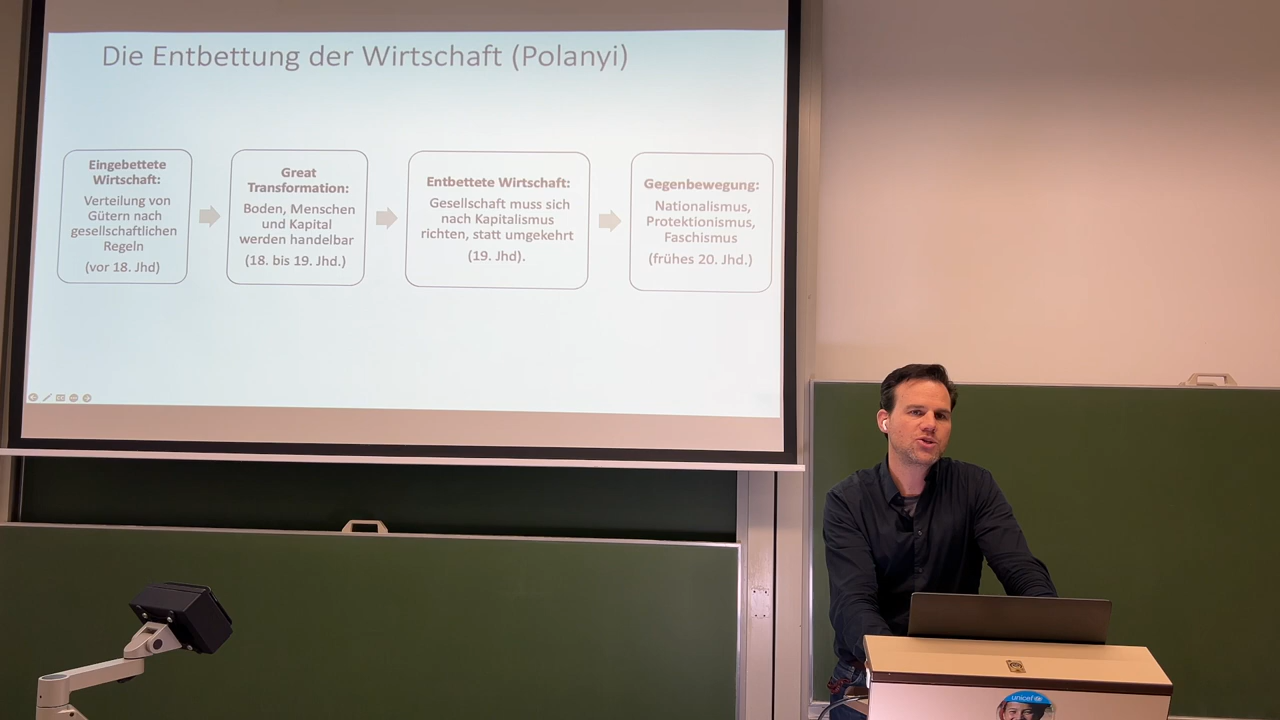 Die Entbettung der Wirtschaft (Polanyi)
Eingebettete
Wirtschaft:
Verteilung von
Gütern nach
gesellschaftlichen
Regeln
(vor 18. Jhd)
Great
Transformation:
Boden, Menschen
und Kapital
werden handelbar
(18. bis 19. Jhd.)
Entbettete Wirtschaft:
Gesellschaft muss sich
nach Kapitalismus
richten, statt umgekehrt
(19. Jhd).
Gegenbewegung:
Nationalismus,
Protektionismus,
Faschismus
(frühes 20. Jhd.)
unicef